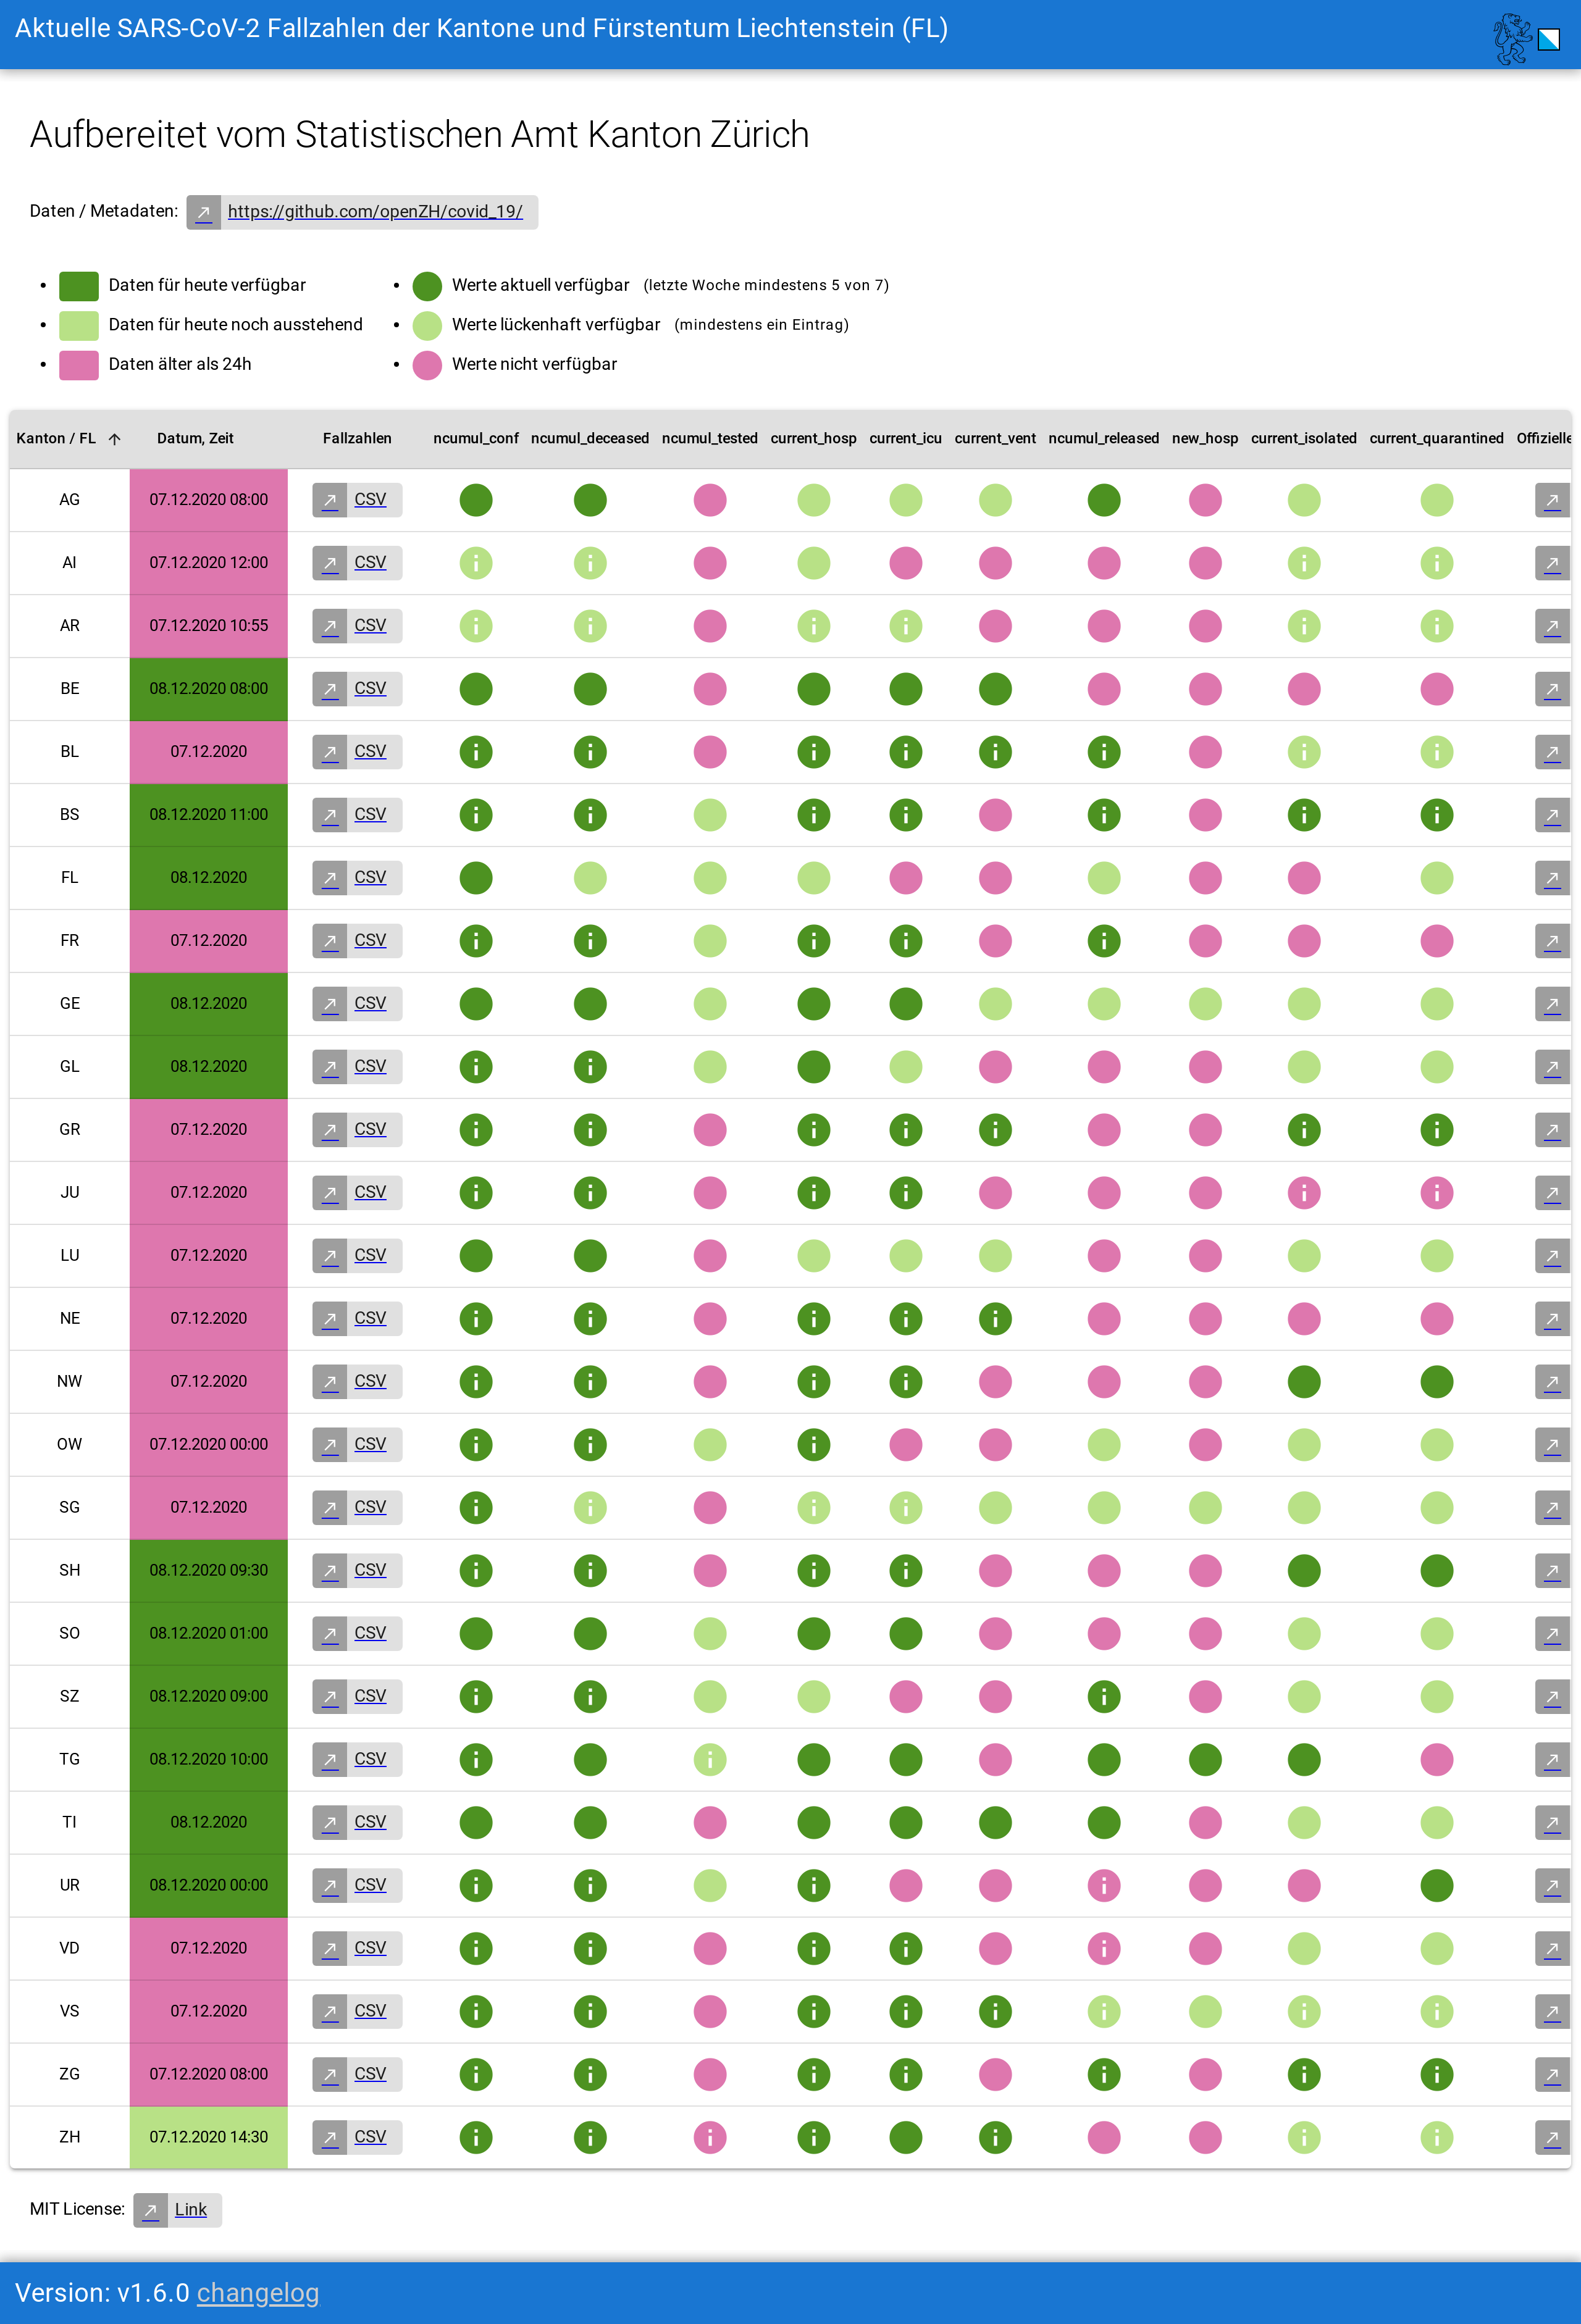 Aktuelle SARS-CoV-2 Fallzahlen der Kantone und Fürstentum Liechtenstein (FL)
Aufbereitet vom Statistischen Amt Kanton Zürich
Daten / Metadaten: https://github.com/openZH/covid_19/
Daten für heute verfügbar
Daten für heute noch ausstehend
Daten älter als 24h
Werte aktuell verfügbar (letzte Woche mindestens 5 von 7)
Werte lückenhaft verfügbar (mindestens ein Eintrag)
Werte nicht verfügbar
Kanton / FL Datum, Zeit Fallzahlen ncumul_conf ncumul_deceased ncumul_tested current_hosp current_icu current_vent ncumul_released new_hosp current_isolated current_quarantined Offizielle
AG 07.12.2020 08:00 CSV
AI 07.12.2020 12:00 CSV
AR 07.12.2020 10:55 CSV
BE 08.12.2020 08:00 CSV
BL 07.12.2020 CSV
BS 08.12.2020 11:00 CSV
FL 08.12.2020 CSV
FR 07.12.2020 CSV
GE 08.12.2020 CSV
GL 08.12.2020 CSV
GR 07.12.2020 CSV
JU 07.12.2020 CSV
LU 07.12.2020 CSV
NE 07.12.2020 CSV
NW 07.12.2020 CSV
OW 07.12.2020 00:00 CSV
SG 07.12.2020 CSV
SH 08.12.2020 09:30 CSV
SO 08.12.2020 01:00 CSV
SZ 08.12.2020 09:00 CSV
TG 08.12.2020 10:00 CSV
TI 08.12.2020 CSV
UR 08.12.2020 00:00 CSV
VD 07.12.2020 CSV
VS 07.12.2020 CSV
ZG 07.12.2020 08:00 CSV
ZH 07.12.2020 14:30 CSV
MIT License: Link
Version: v1.6.0 changelog